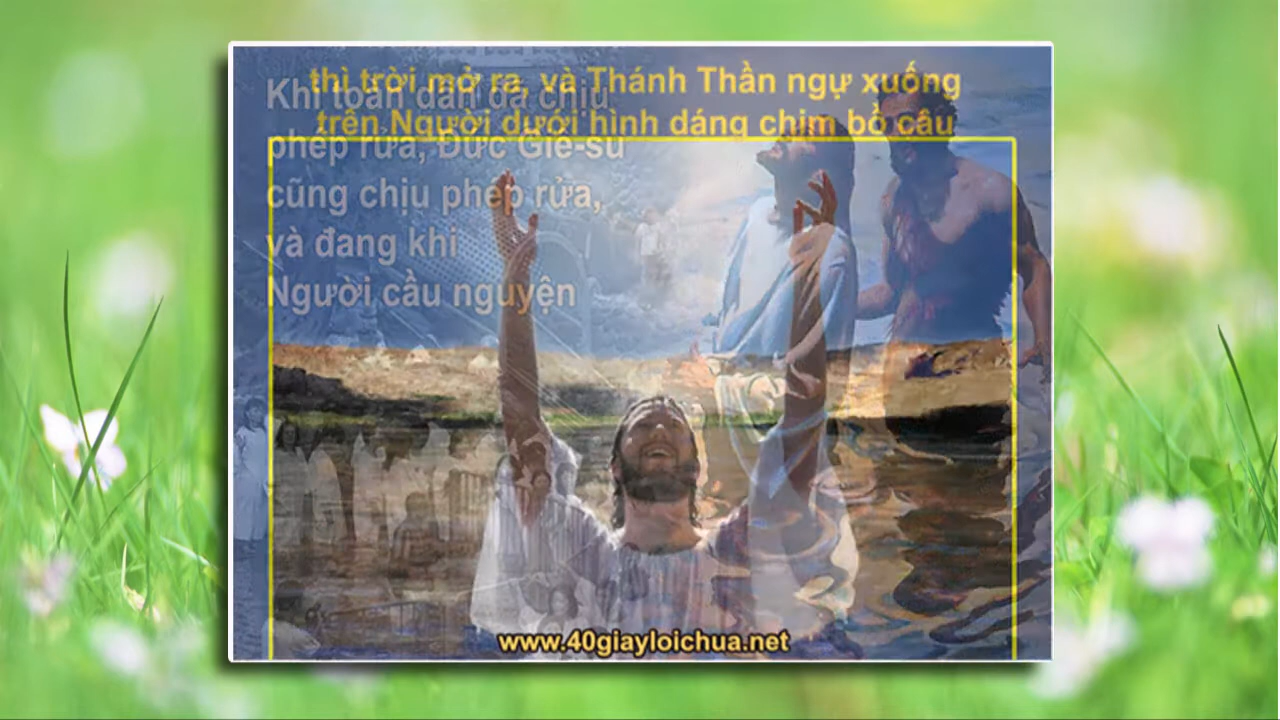 thì trời mở ra, và Thánh Thần ngự xuống
trên Người dưới hình dáng chim bồ câu
Khi toàn dân đã chịu
phép rửa, Đức Giê-su
cũng chịu phép rửa,
và đang khi
Người cầu nguyện
www.40giayloichua.net